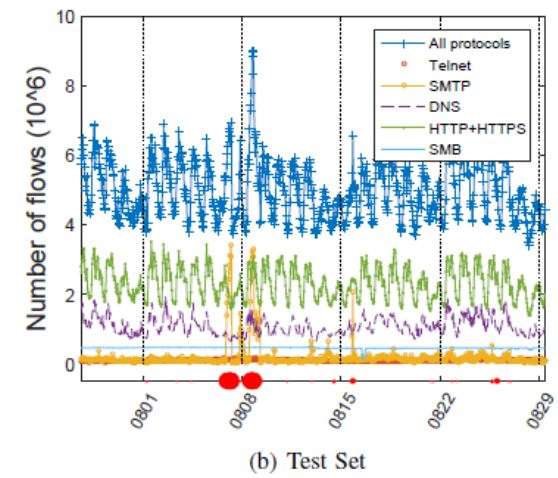 10
8
6
4
2
0
Number of flows (10^6)
All protocols
Telnet
SMTP
DNS
HTTP+HTTPS
SMB
0801
0808
0815
0822
0829
(b) Test Set